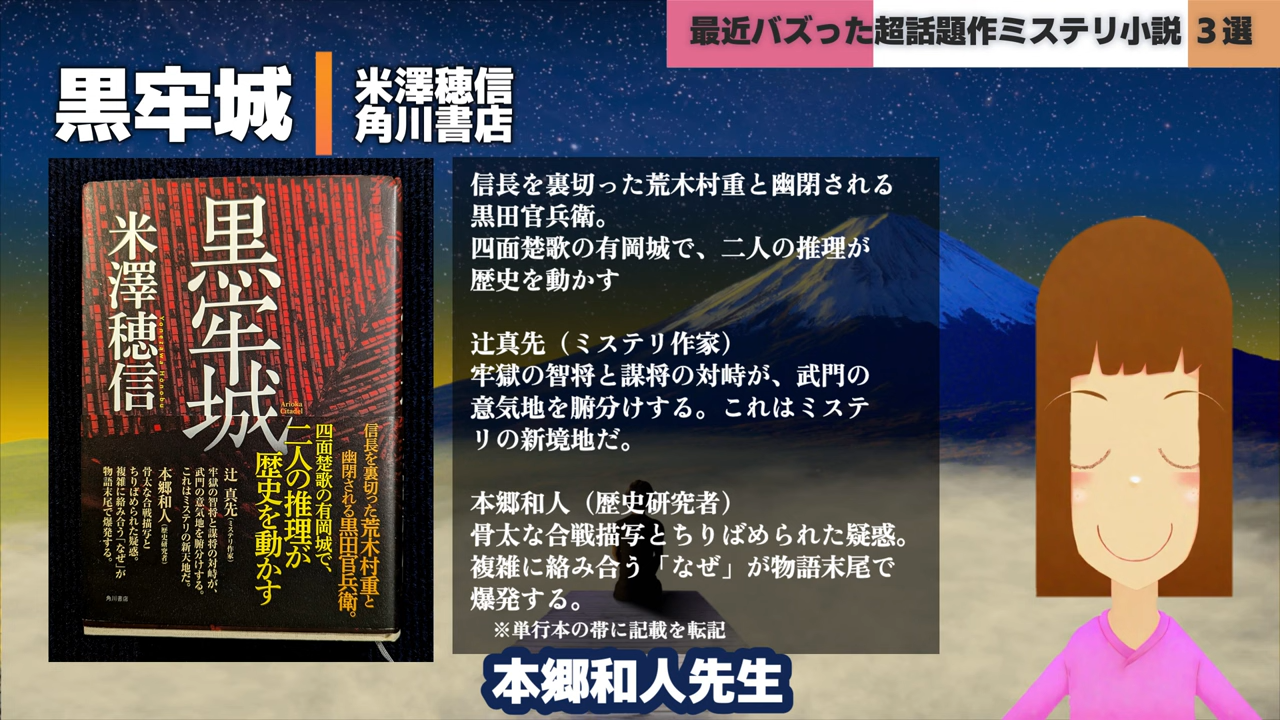 最近バズった超話題作ミステリ小説 3選
黒牢城
米澤穂信
角川書店
黒牢城
Arioka
Citadel
米澤穂信
Yonezawa Honobu
信長を裏切った荒木村重と
幽閉される黒田官兵衛。
四面楚歌の有岡城で、
二人の推理が
歴史を動かす
辻 真先(ミステリ作家)
牢獄の智将と謀将の対峙が、
武門の意気地を腑分けする。
これはミステリの新天地だ。
本郷和人(歴史研究者)
骨太な合戦描写と
ちりばめられた疑惑。
複雑に絡み合う「なぜ」が
物語末尾で爆発する。
角川書店
信長を裏切った荒木村重と幽閉される
黒田官兵衛。
四面楚歌の有岡城で、二人の推理が
歴史を動かす
辻真先(ミステリ作家)
牢獄の智将と謀将の対峙が、武門の
意気地を腑分けする。これはミステ
リの新境地だ。
本郷和人(歴史研究者)
骨太な合戦描写とちりばめられた疑惑。
複雑に絡み合う「なぜ」が物語末尾で
爆発する。
※単行本の帯に記載を転記
本郷和人先生